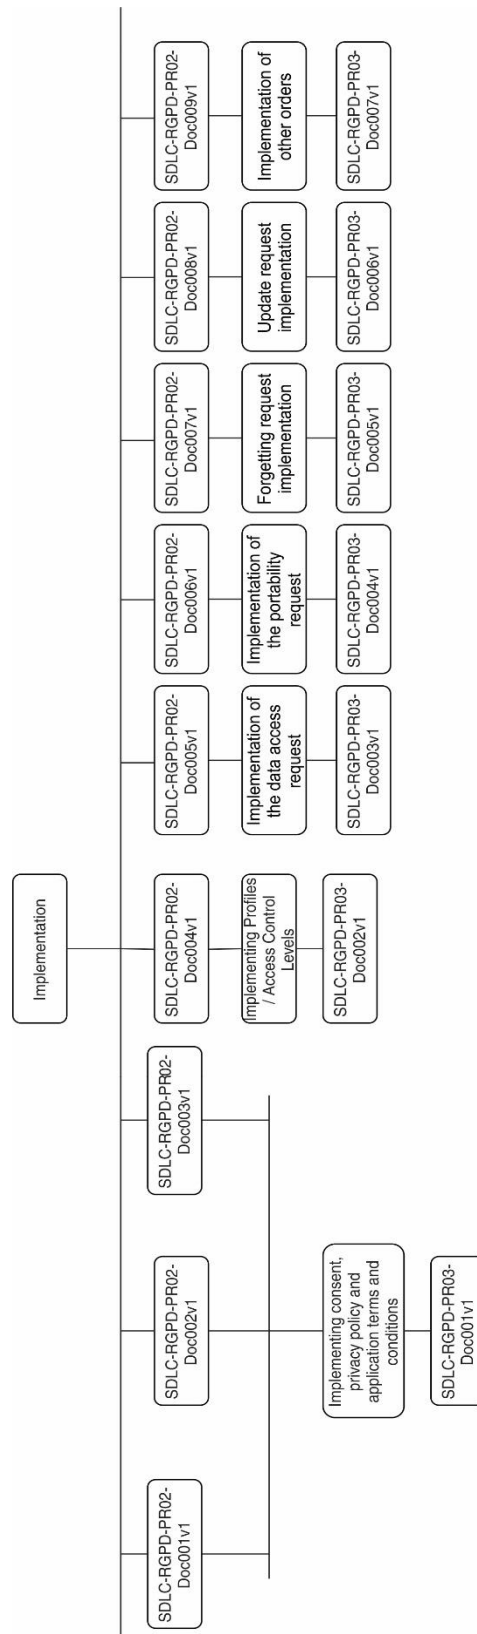 Implementation
SDLC-RGPD-PR02-
Doc001v1
SDLC-RGPD-PR02-
Doc002v1
SDLC-RGPD-PR02-
Doc003v1
SDLC-RGPD-PR02-
Doc004v1
SDLC-RGPD-PR02-
Doc005v1
SDLC-RGPD-PR02-
Doc006v1
SDLC-RGPD-PR02-
Doc007v1
SDLC-RGPD-PR02-
Doc008v1
SDLC-RGPD-PR02-
Doc009v1
Implementing consent,
privacy policy and
application terms and
conditions
Implementing Profiles
/ Access Control
Levels
Implementation of
the data access
request
Implementation of
the portability
request
Forgetting request
implementation
Update request
implementation
Implementation of
other orders
SDLC-RGPD-PR03-
Doc001v1
SDLC-RGPD-PR03-
Doc002v1
SDLC-RGPD-PR03-
Doc003v1
SDLC-RGPD-PR03-
Doc004v1
SDLC-RGPD-PR03-
Doc005v1
SDLC-RGPD-PR03-
Doc006v1
SDLC-RGPD-PR03-
Doc007v1